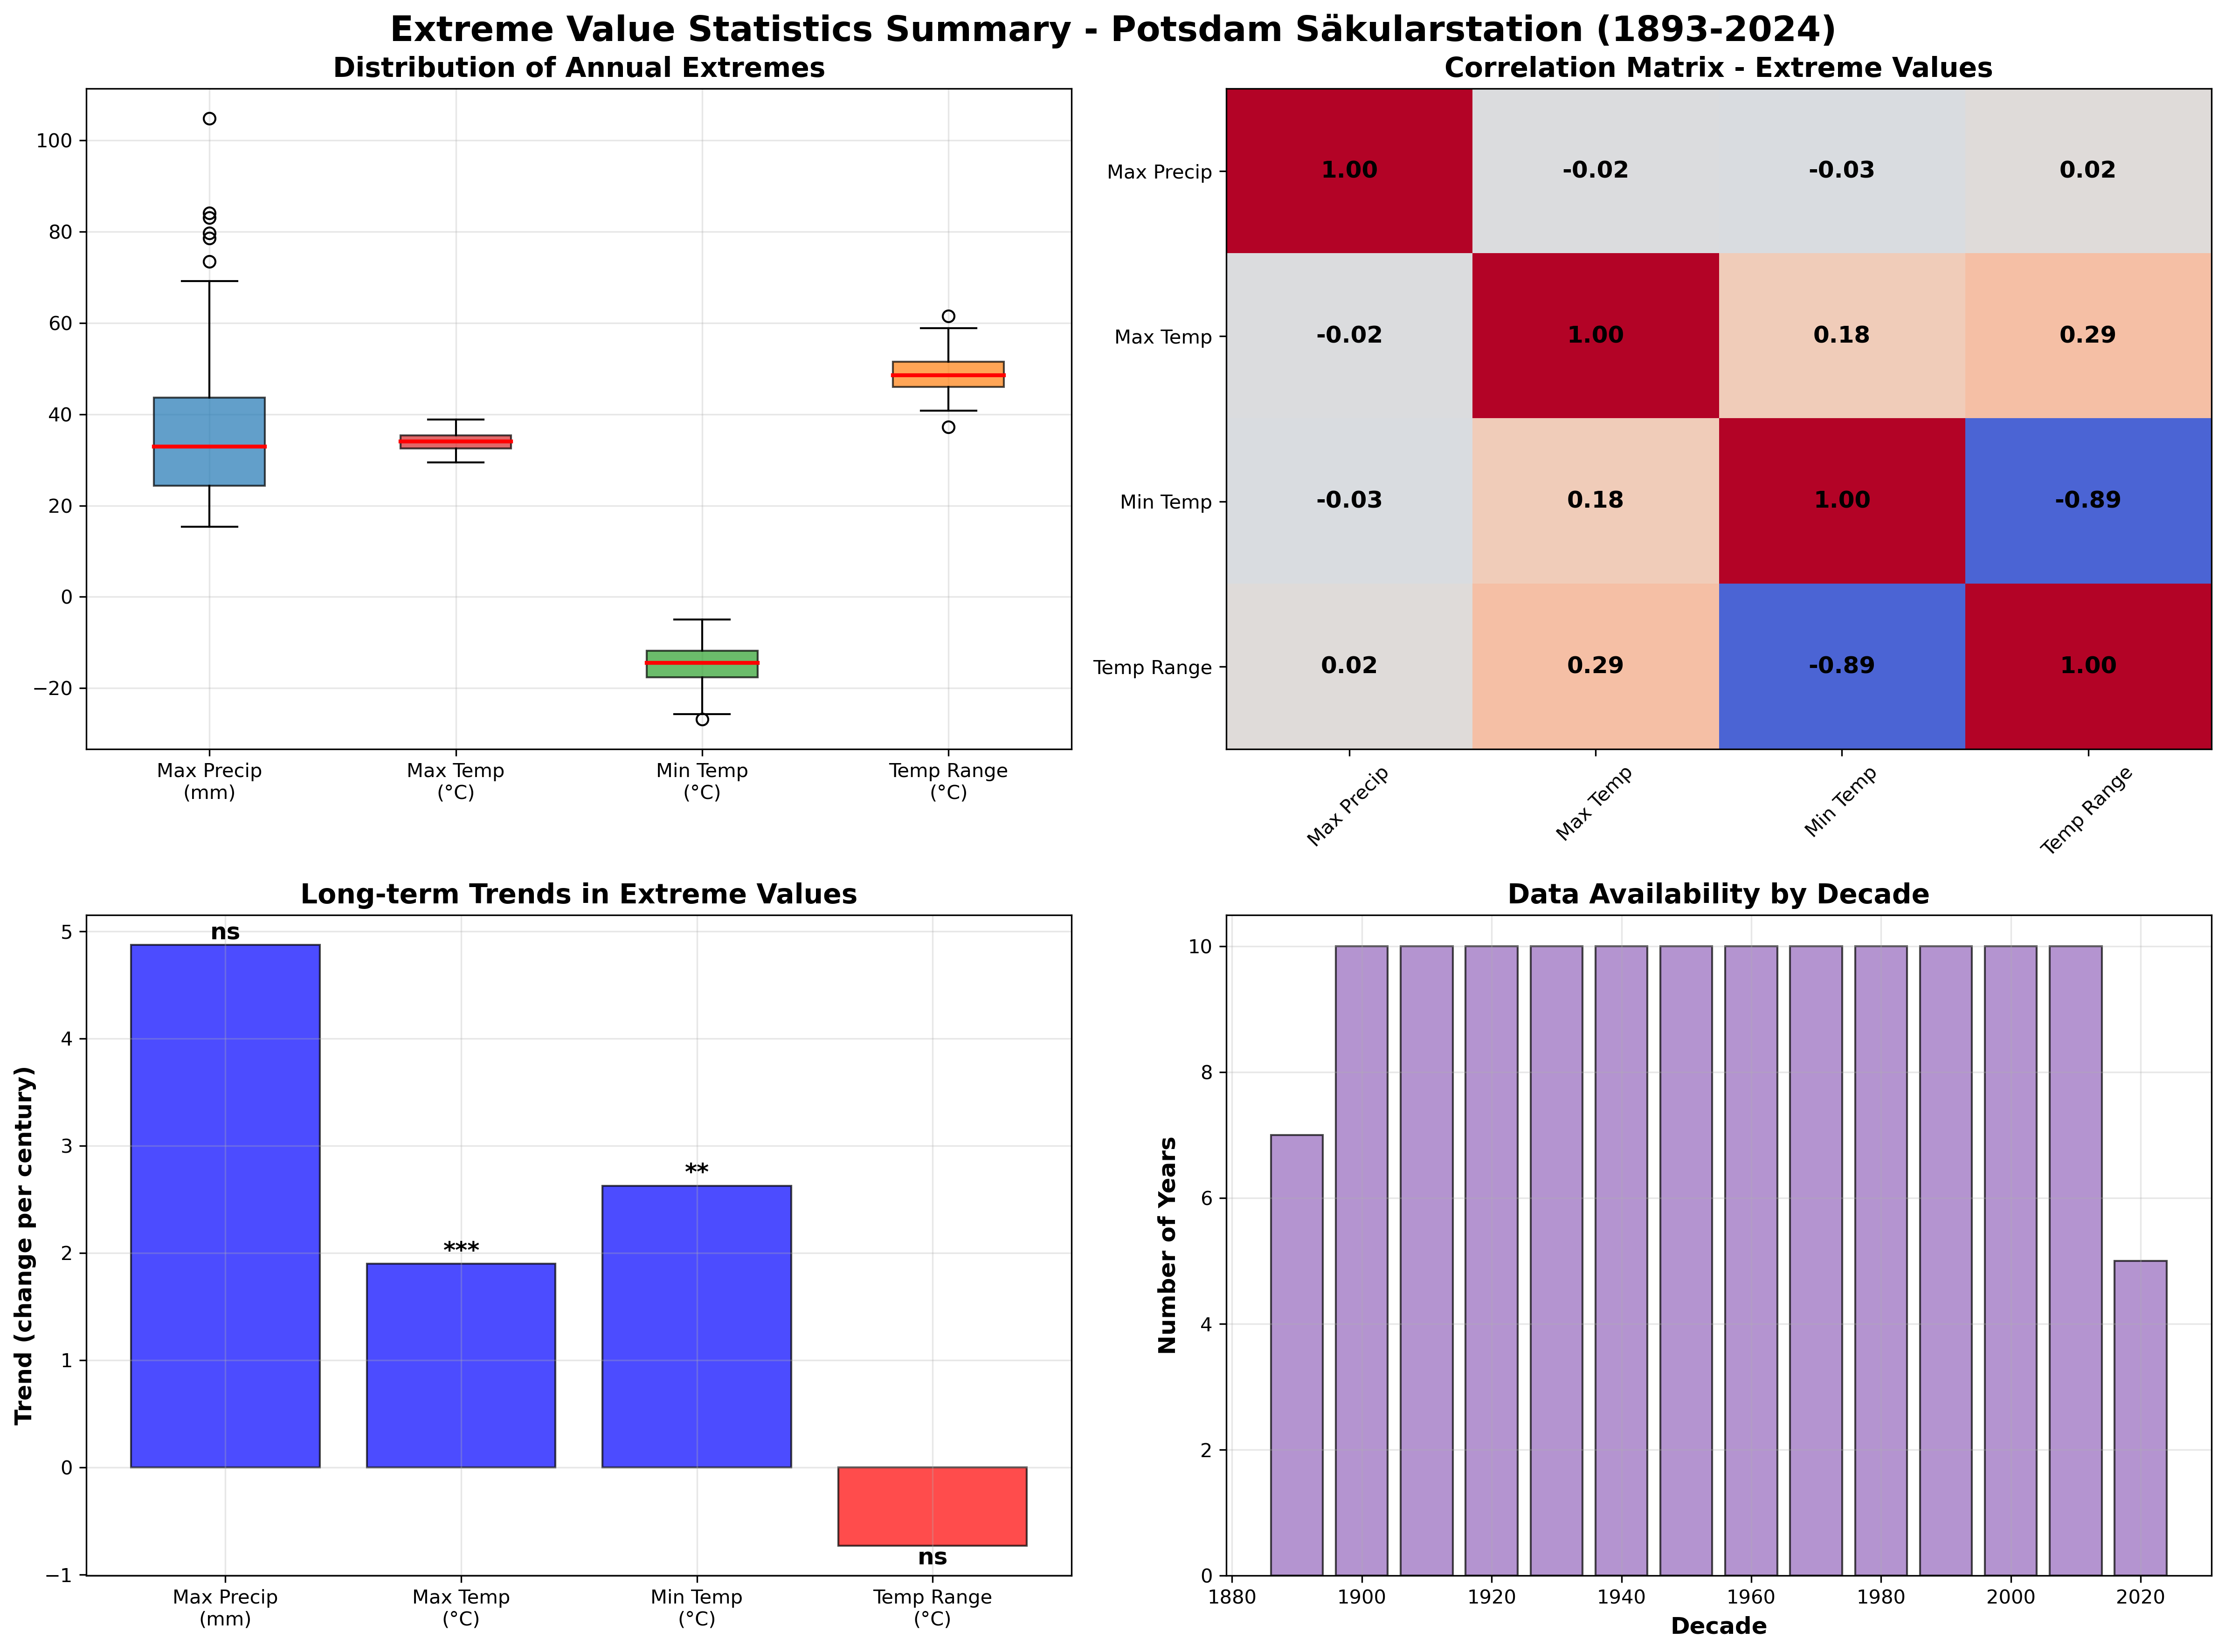 Extreme Value Statistics Summary - Potsdam Säkularstation (1893-2024)
Distribution of Annual Extremes
100
80
60
40
20
0
−20
Max Precip
(mm)
Max Temp
(°C)
Min Temp
(°C)
Temp Range
(°C)
Correlation Matrix - Extreme Values
Max Precip
Max Temp
Min Temp
Temp Range
1.00 -0.02 -0.03 0.02
-0.02 1.00 0.18 0.29
-0.03 0.18 1.00 -0.89
0.02 0.29 -0.89 1.00
Max Precip
Max Temp
Min Temp
Temp Range
Long-term Trends in Extreme Values
Trend (change per century)
5
4
3
2
1
0
−1
ns
***
**
ns
Max Precip
(mm)
Max Temp
(°C)
Min Temp
(°C)
Temp Range
(°C)
Data Availability by Decade
Number of Years
10
8
6
4
2
0
1880 1900 1920 1940 1960 1980 2000 2020
Decade